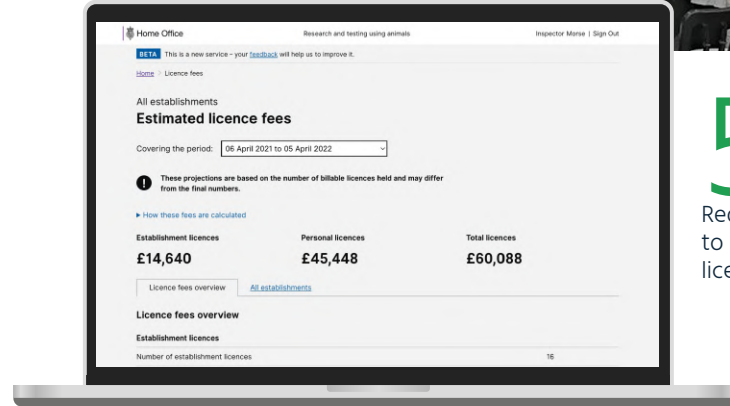 Home Office
Research and testing using animals
Inspector Morse | Sign Out
BETA This is a new service – your feedback will help us to improve it.
Home > Licence fees
All establishments
Estimated licence fees
Covering the period: 06 April 2021 to 05 April 2022
! These projections are based on the number of billable licences held and may differ
from the final numbers.
▶ How these fees are calculated
Establishment licences Personal licences Total licences
£14,640 £45,448 £60,088
Licence fees overview All establishments
Licence fees overview
Establishment licences
Number of establishment licences 16
to